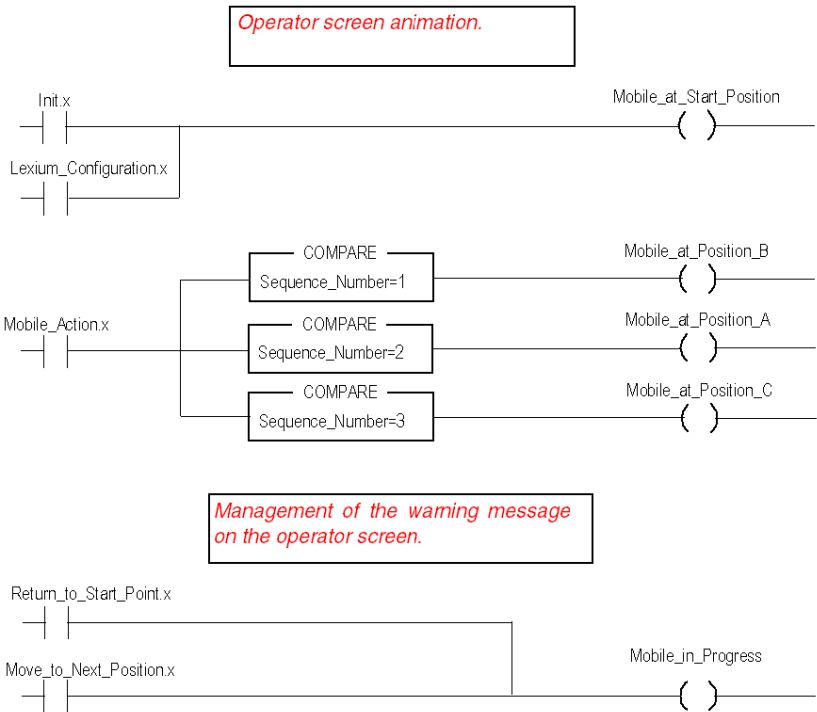 Operator screen animation.
Init.x
Mobile_at_Start_Position
Lexium_Configuration.x
COMPARE
Sequence_Number=1
Mobile_at_Position_B
Mobile_Action.x
COMPARE
Sequence_Number=2
Mobile_at_Position_A
COMPARE
Sequence_Number=3
Mobile_at_Position_C
Management of the warning message
on the operator screen.
Return_to_Start_Point.x
Move_to_Next_Position.x
Mobile_in_Progress